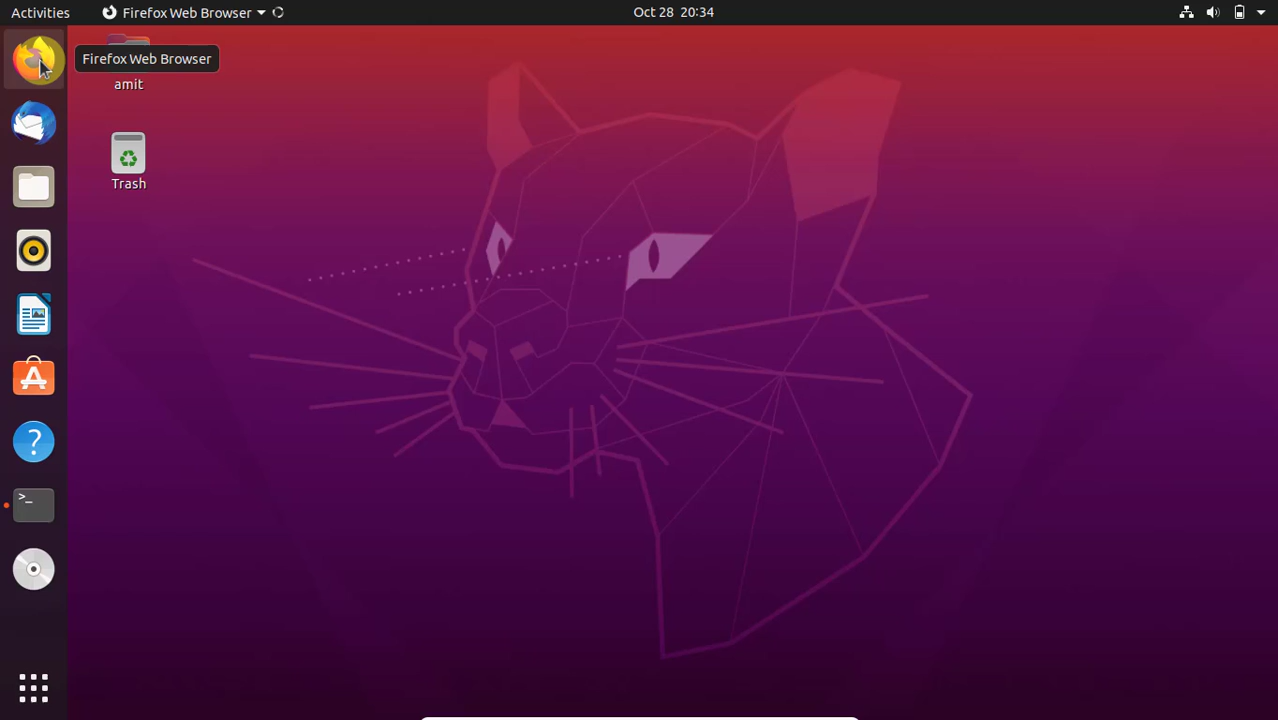 Activities
Firefox Web Browser
Oct 28 20:34
Firefox Web Browser
amit
Trash